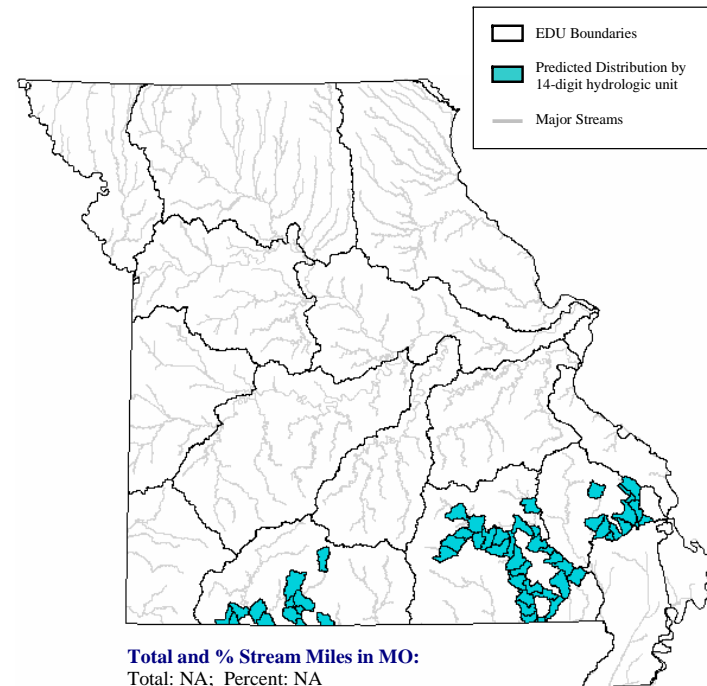 EDU Boundaries
Predicted Distribution by
14-digit hydrologic unit
Major Streams
Total and % Stream Miles in MO:
Total: NA; Percent: NA